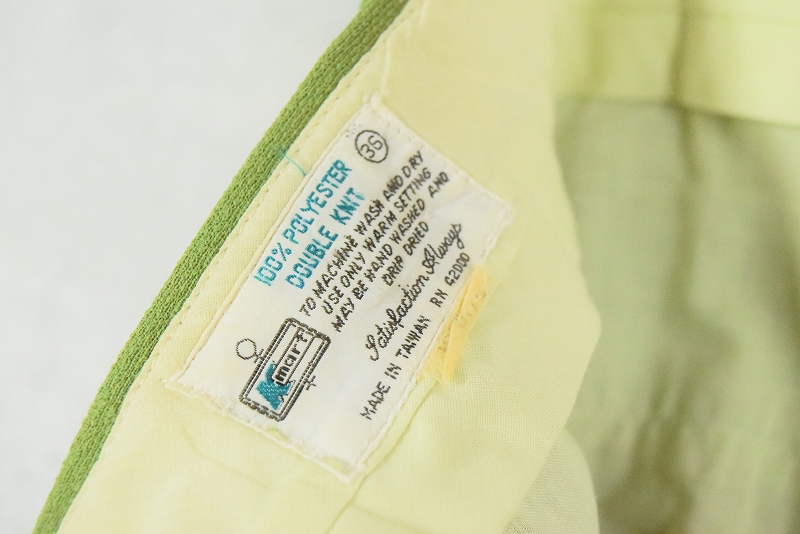 36
100% POLYESTER
DOUBLE KNIT
TO MACHINE WASH AND DRY
USE ONLY WARM SETTING
MAY BE HAND WASHED AND
DRIP DRIED
Kmart
Satisfaction Always
MADE IN TAIWAN RN 42000